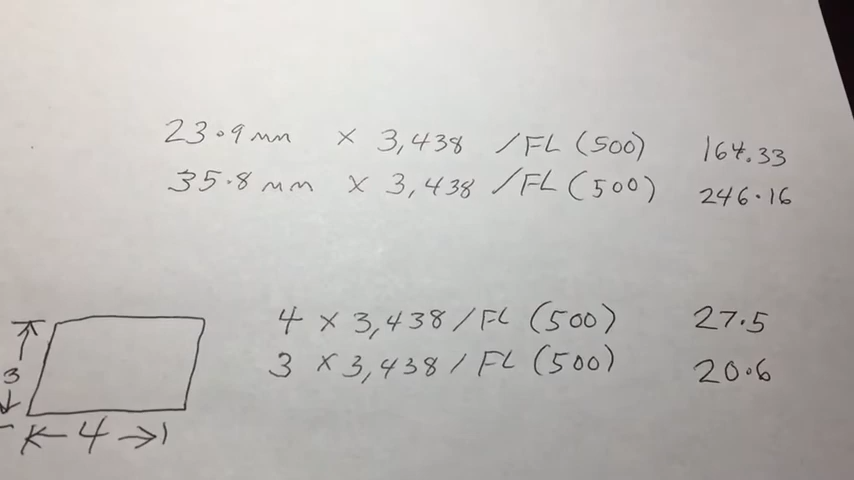 23.9mm x 3,438 /FL (500) 164.33
35.8mm x 3,438 /FL (500) 246.16
4 x 3,438 / FL (500) 27.5
3 x 3,438 / FL (500) 20.6
3
4